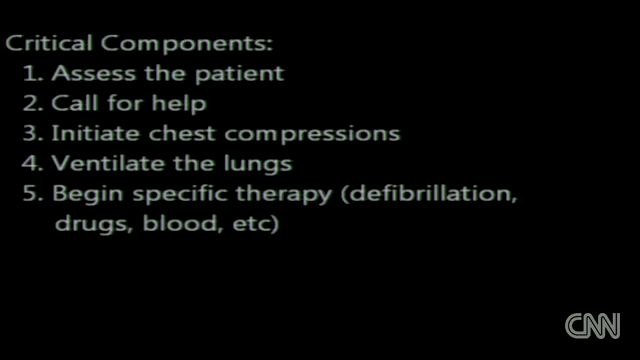 Critical Components:
1. Assess the patient
2. Call for help
3. Initiate chest compressions
4. Ventilate the lungs
5. Begin specific therapy (defibrillation,
drugs, blood, etc)
CNN